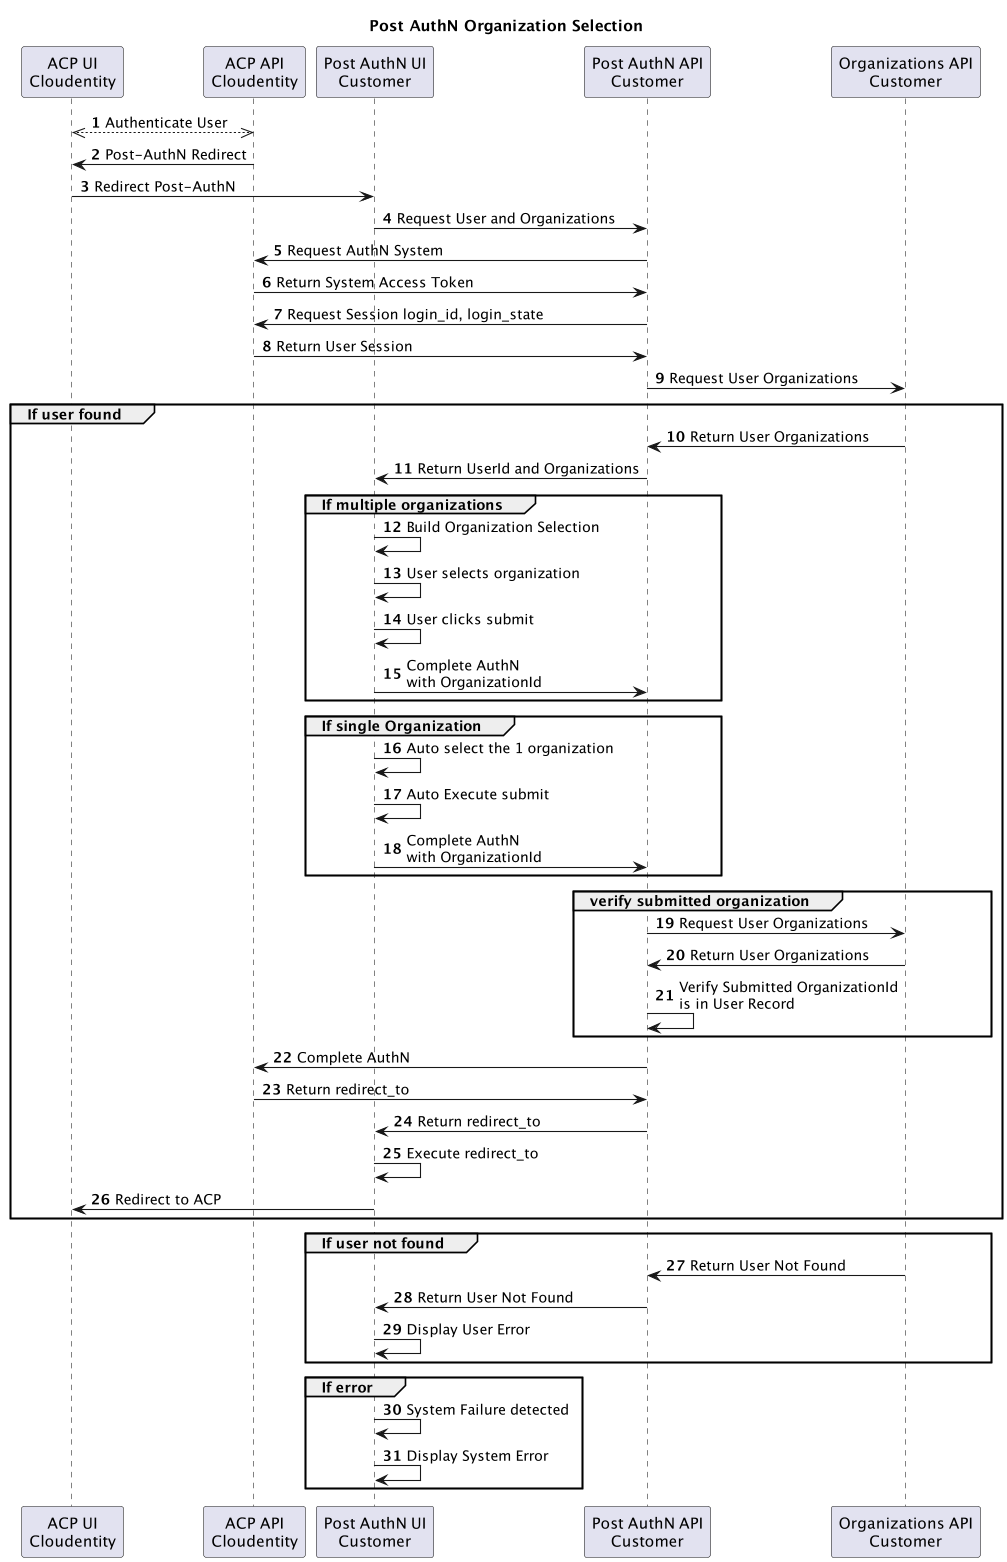 Post AuthN Organization Selection
ACP UI
Cloudentity
ACP API
Cloudentity
Post AuthN UI
Customer
Post AuthN API
Customer
Organizations API
Customer
1 Authenticate User
2 Post-AuthN Redirect
3 Redirect Post-AuthN
4 Request User and Organizations
5 Request AuthN System
6 Return System Access Token
7 Request Session login_id, login_state
8 Return User Session
9 Request User Organizations
If user found
10 Return User Organizations
11 Return UserId and Organizations
If multiple organizations
12 Build Organization Selection
13 User selects organization
14 User clicks submit
15 Complete AuthN
with OrganizationId
If single Organization
16 Auto select the 1 organization
17 Auto Execute submit
18 Complete AuthN
with OrganizationId
verify submitted organization
19 Request User Organizations
20 Return User Organizations
21 Verify Submitted OrganizationId
is in User Record
22 Complete AuthN
23 Return redirect_to
24 Return redirect_to
25 Execute redirect_to
26 Redirect to ACP
If user not found
27 Return User Not Found
28 Return User Not Found
29 Display User Error
If error
30 System Failure detected
31 Display System Error
ACP UI
Cloudentity
ACP API
Cloudentity
Post AuthN UI
Customer
Post AuthN API
Customer
Organizations API
Customer